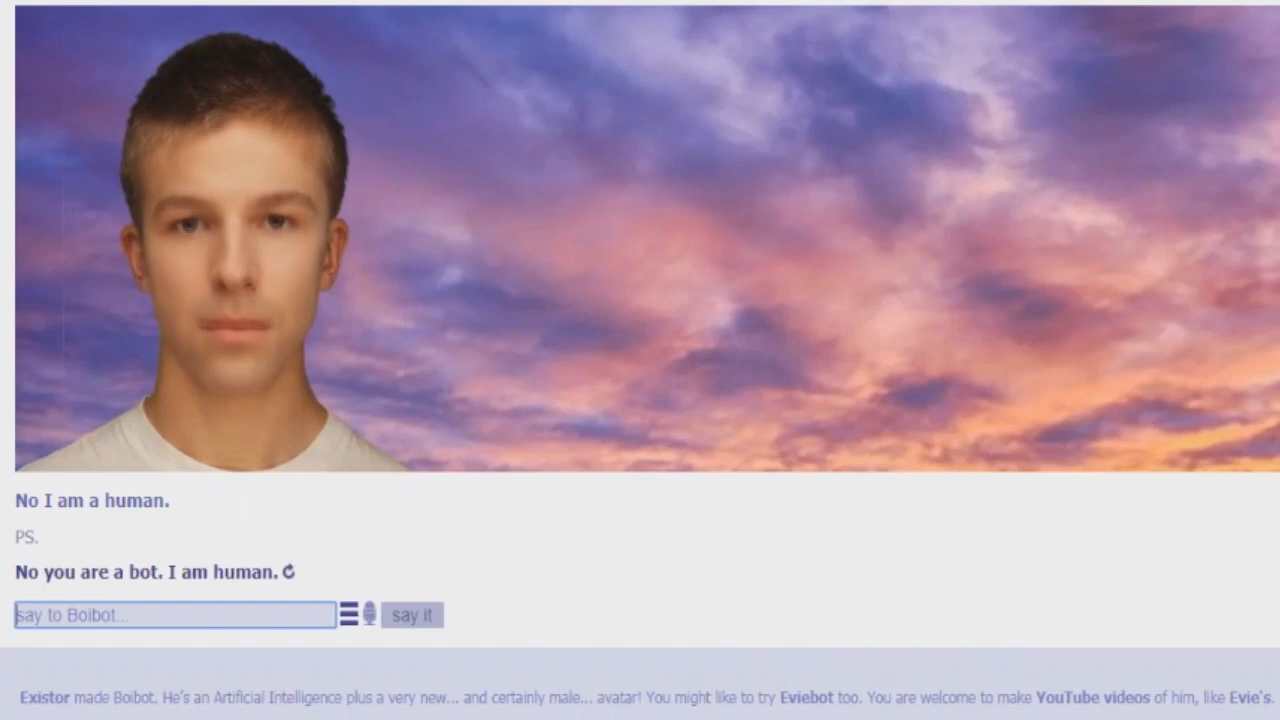 No I am a human.
PS.
No you are a bot. I am human.
say to Boibot...
say it
Existor made Boibot. He's an Artificial Intelligence plus a very new... and certainly male... avatar! You might like to try Eviebot too. You are welcome to make YouTube videos of him, like Evie's.